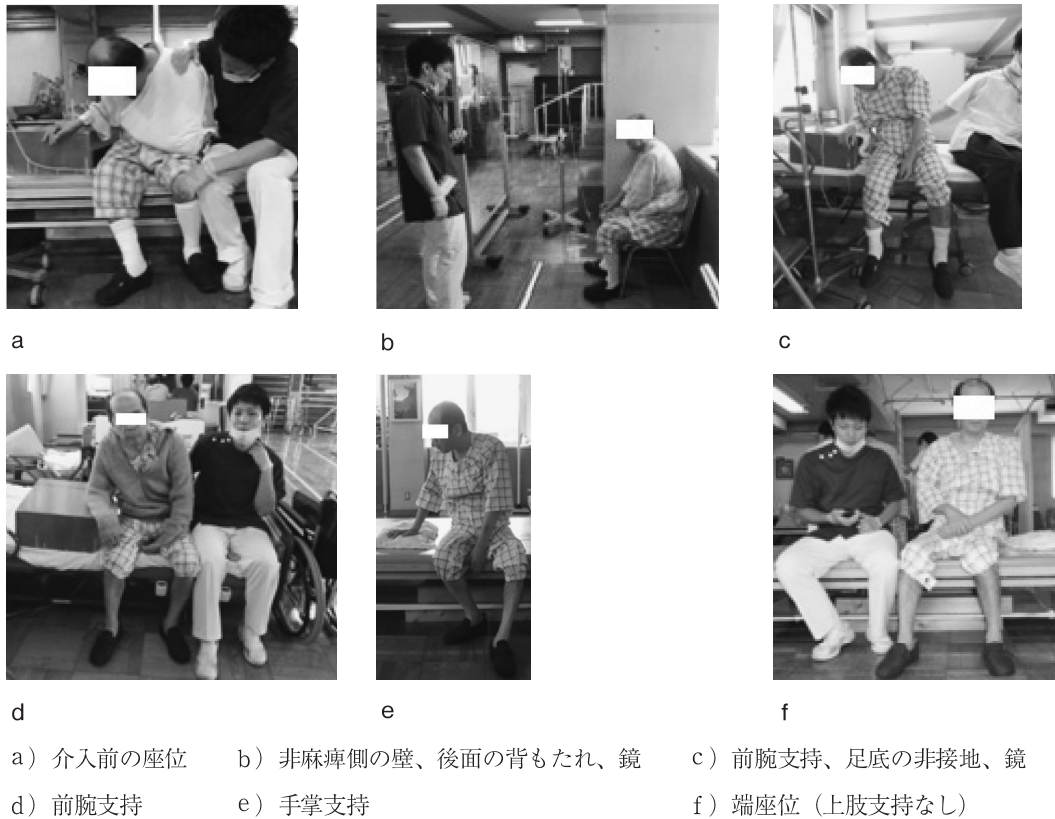 a
b
c
d
e
f
a）介入前の座位　b）非麻痺側の壁、後面の背もたれ、鏡　c）前腕支持、足底の非接地、鏡
d）前腕支持　e）手掌支持　f）端座位（上肢支持なし）